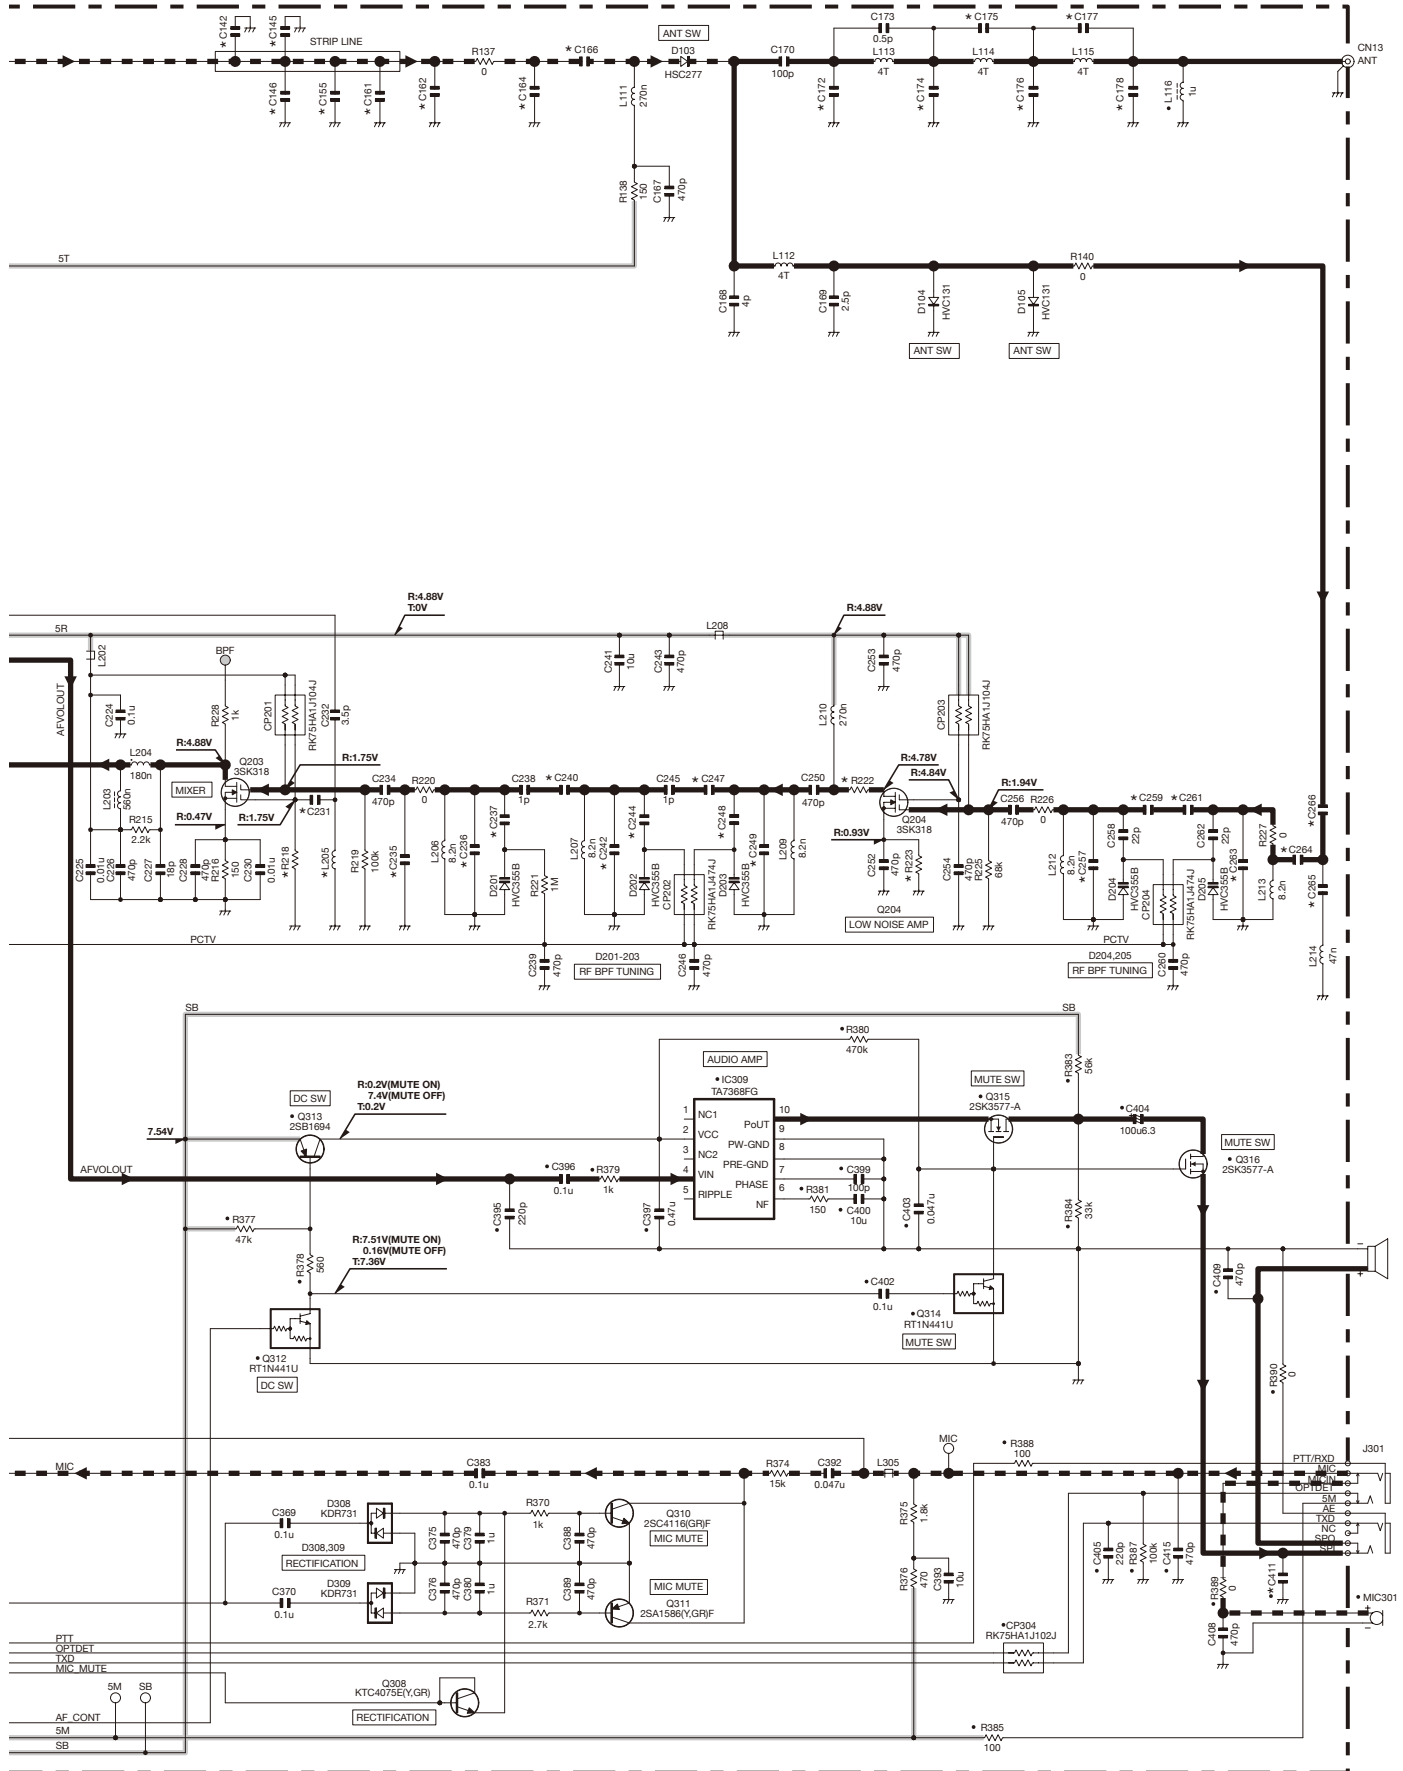 * C142
* C145
STRIP LINE
* C146
* C155
* C161
* C162
R137
0
* C164
* C166
L111
270n
ANT SW
D103
HSC277
C170
100p
C173
0.5p
* C175
* C177
L113
4T
L114
4T
L115
4T
* C172
* C174
* C176
* C178
• L116
1u
CN13
ANT
R138
150
C167
470p
5T
L112
4T
R140
0
C168
4p
C169
2.5p
D104
HVC131
D105
HVC131
ANT SW
ANT SW
R:4.88V
T:0V
R:4.88V
5R
L202
BPF
L208
AFVOLOUT
C224
0.1u
R228
1k
CP201
RK75HA1J104J
C232
3.5p
C241
10u
C243
470p
L210
270n
C253
470p
CP203
RK75HA1J104J
R:4.88V
L204
180n
Q203
3SK318
MIXER
R:1.75V
R:0.47V
R:1.75V
* C231
L203
560n
R215
2.2k
C225
0.01u
C226
470p
C227
18p
C228
470p
R216
150
C230
0.01u
* R218
* L205
R219
100k
* C235
C234
470p
R220
0
L206
8.2n
* C236
* C237
C238
1p
* C240
D201
HVC355B
R221
1M
L207
8.2n
* C242
* C244
C245
1p
* C247
D202
HVC355B
CP202
RK75HA1J474J
* C248
D203
HVC355B
* C249
L209
8.2n
C250
470p
* R222
R:4.78V
R:4.84V
Q204
3SK318
R:1.94V
R:0.93V
C252
470p
* R223
Q204
LOW NOISE AMP
C254
470p
R225
68k
C256
470p
R226
0
L212
8.2n
* C257
C258
22p
* C259
* C261
D204
HVC355B
CP204
RK75HA1J474J
C262
22p
D205
HVC355B
* C263
R227
0
L213
8.2n
* C264
* C266
* C265
L214
47n
PCTV
PCTV
C239
470p
D201-203
RF BPF TUNING
C246
470p
D204,205
RF BPF TUNING
C260
470p
SB
SB
• R380
470k
• R383
56k
R:0.2V(MUTE ON)
7.4V(MUTE OFF)
T:0.2V
DC SW
• Q313
2SB1694
7.54V
AUDIO AMP
• IC309
TA7368FG
1
NC1
2
VCC
3
NC2
4
VIN
5
RIPPLE
10
PoUT
9
PW-GND
8
PRE-GND
7
PHASE
6
NF
MUTE SW
• Q315
2SK3577-A
• C404
100u6.3
MUTE SW
• Q316
2SK3577-A
AFVOLOUT
• C396
0.1u
• R379
1k
• C395
220p
• C397
0.47u
• C399
100p
• R381
150
• C400
10u
• C403
0.047u
• R384
33k
• R377
47k
• R378
560
R:7.51V(MUTE ON)
0.16V(MUTE OFF)
T:7.36V
• C402
0.1u
• Q314
RT1N441U
MUTE SW
• C409
470p
–
+
• Q312
RT1N441U
DC SW
• R390
0
MIC
C383
0.1u
R374
15k
C392
0.047u
L305
MIC
• R388
100
J301
PTT/RXD
MIC
MICIN
OPTDET
5M
AE
TXD
NC
SPO
SPI
C369
0.1u
D308
KDR731
D308,309
RECTIFICATION
C370
0.1u
D309
KDR731
C375
470p
C379
1u
C376
470p
C380
1u
R370
1k
C388
470p
C389
470p
R371
2.7k
Q310
2SC4116(GR)F
MIC MUTE
MIC MUTE
Q311
2SA1586(Y,GR)F
R375
1.8k
R376
470
C393
10u
• C405
220p
• R387
100k
• C415
470p
• R389
0
** C411
• MIC301
+
–
C408
470p
PTT
OPTDET
TXD
MIC_MUTE
• CP304
RK75HA1J102J
5M
SB
Q308
KTC4075E(Y,GR)
RECTIFICATION
AF_CONT
5M
SB
• R385
100